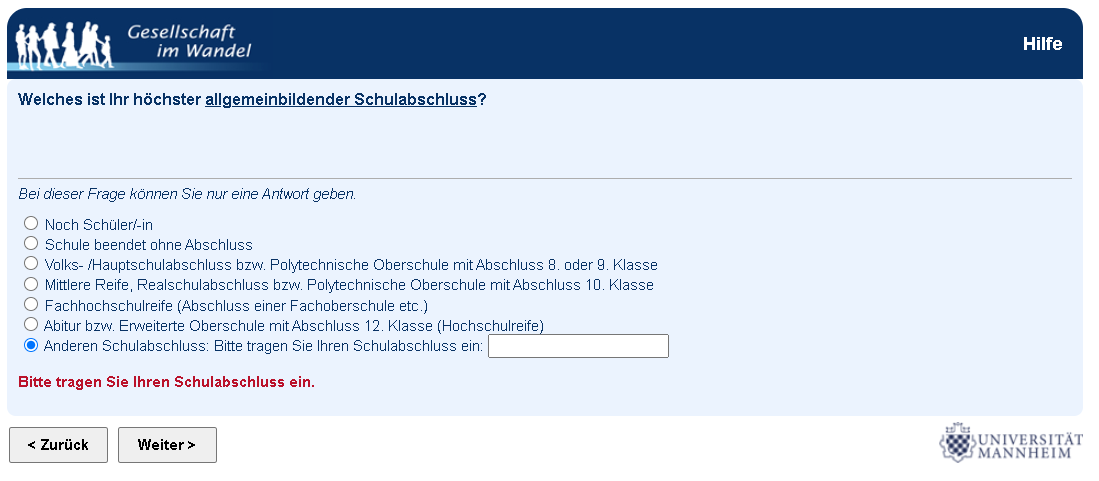 Gesellschaft
im Wandel
Hilfe
Welches ist Ihr höchster allgemeinbildender Schulabschluss?
Bei dieser Frage können Sie nur eine Antwort geben.
Noch Schüler/-in
Schule beendet ohne Abschluss
Volks- /Hauptschulabschluss bzw. Polytechnische Oberschule mit Abschluss 8. oder 9. Klasse
Mittlere Reife, Realschulabschluss bzw. Polytechnische Oberschule mit Abschluss 10. Klasse
Fachhochschulreife (Abschluss einer Fachoberschule etc.)
Abitur bzw. Erweiterte Oberschule mit Abschluss 12. Klasse (Hochschulreife)
Anderen Schulabschluss: Bitte tragen Sie Ihren Schulabschluss ein:
Bitte tragen Sie Ihren Schulabschluss ein.
< Zurück
Weiter >
UNIVERSITÄT
MANNHEIM